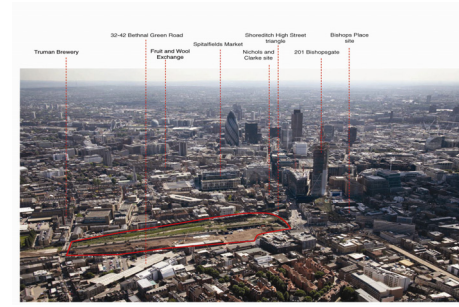 Truman Brewery
32-42 Bethnal Green Road
Fruit and Wool
Exchange
Spitalfields Market
Nichols and
Clarke site
Shoreditch High Street
triangle
201 Bishopsgate
Bishops Place
site